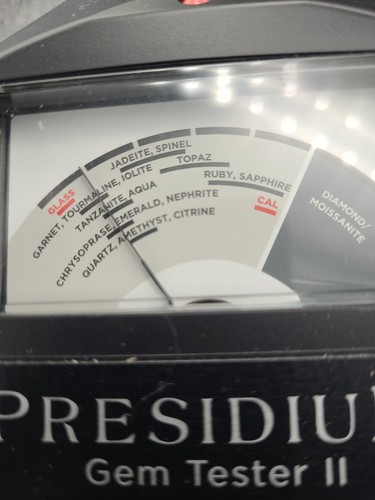 JADEITE, SPINEL
TOPAZ
RUBY, SAPPHIRE
CAL
GLASS
GARNET, TOURMALINE, IOLITE
TANZANITE, AQUA
CHRYSOPRASE, EMERALD, NEPHRITE
QUARTZ, AMETHYST, CITRINE
DIAMOND/
MOISSANITE
PRESIDIU
Gem Tester II